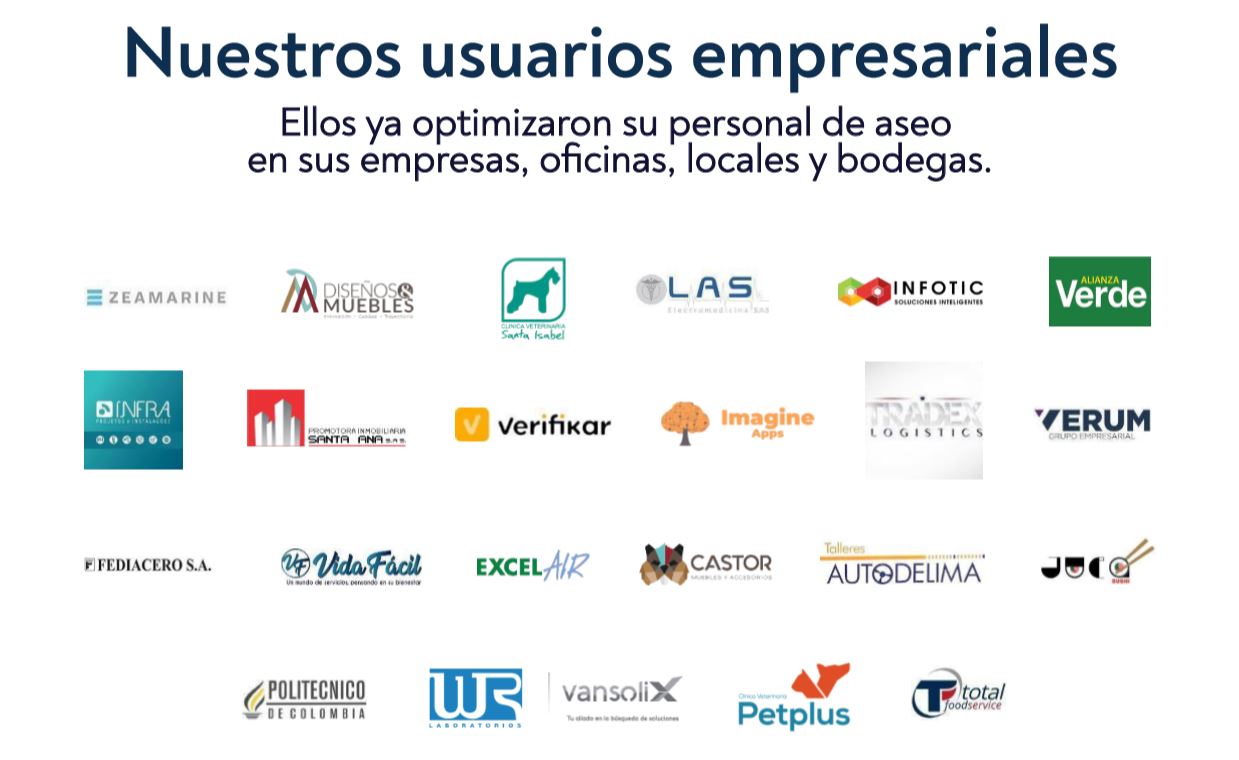 Nuestros usuarios empresariales
Ellos ya optimizaron su personal de aseo
en sus empresas, oficinas, locales y bodegas.
ZEAMARINE
DISEÑOS &
MUEBLES
CLINICA VETERINARIA
Santa Isabel
LAS
Electromedicina SAS
INFOTIC
SOLUCIONES INTELIGENTES
ALIANZA
Verde
INFRA
PROJETOS e INSTALAÇÕES
PROMOTORA INMOBILIARIA
SANTA ANA S.A.S.
V verifikar
Imagine
Apps
TRAIDEX
LOGISTICS
VERUM
GRUPO EMPRESARIAL
F FEDIACERO S.A.
VF Vida Fácil
Un mundo de servicios, pensando en su bienestar
EXCEL AIR
CASTOR
MUEBLES Y ACCESORIOS
Talleres
AUTODELIMA
JUCO
SUSHI
POLITECNICO
DE COLOMBIA
WR
LABORATORIOS
vansoliX
Tu aliado en la búsqueda de soluciones
Clínica Veterinaria
Petplus
TF total
foodservice